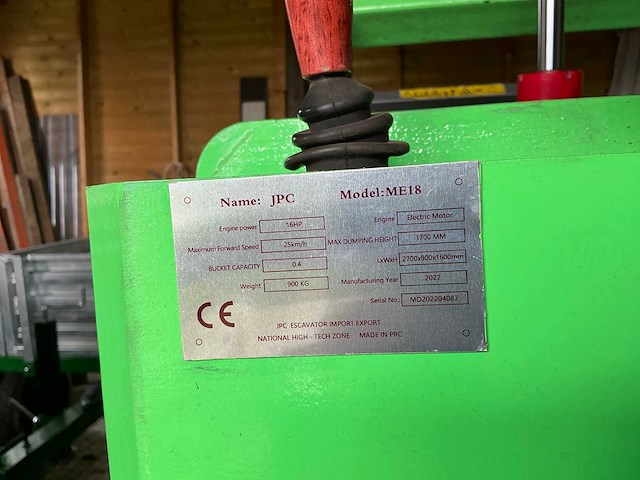 Name: JPC Model:ME18
Engine power 16HP Engine Electric Motor
Maximum Forward Speed 25km/h MAX DUMPING HEIGHT 1700 MM
BUCKET CAPACITY 0.4 LxWxH 2700x900x1600mm
Weight 900 KG Manufacturing Year 2022
Serial No.: MD202204087
CE
JPC ESCAVATOR IMPORT EXPORT
NATIONAL HIGH - TECH ZONE MADE IN PRC